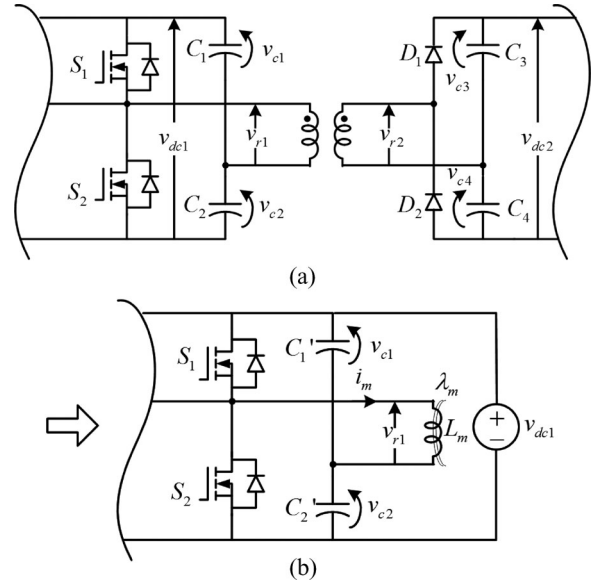 S1
S2
vdc1
C1
vc1
C2
vc2
vr1
vr2
D1
vc3
C3
vc4
D2
C4
vdc2
(a)
S1
S2
C1'
vc1
im
λm
vr1
Lm
vdc1
C2'
vc2
(b)